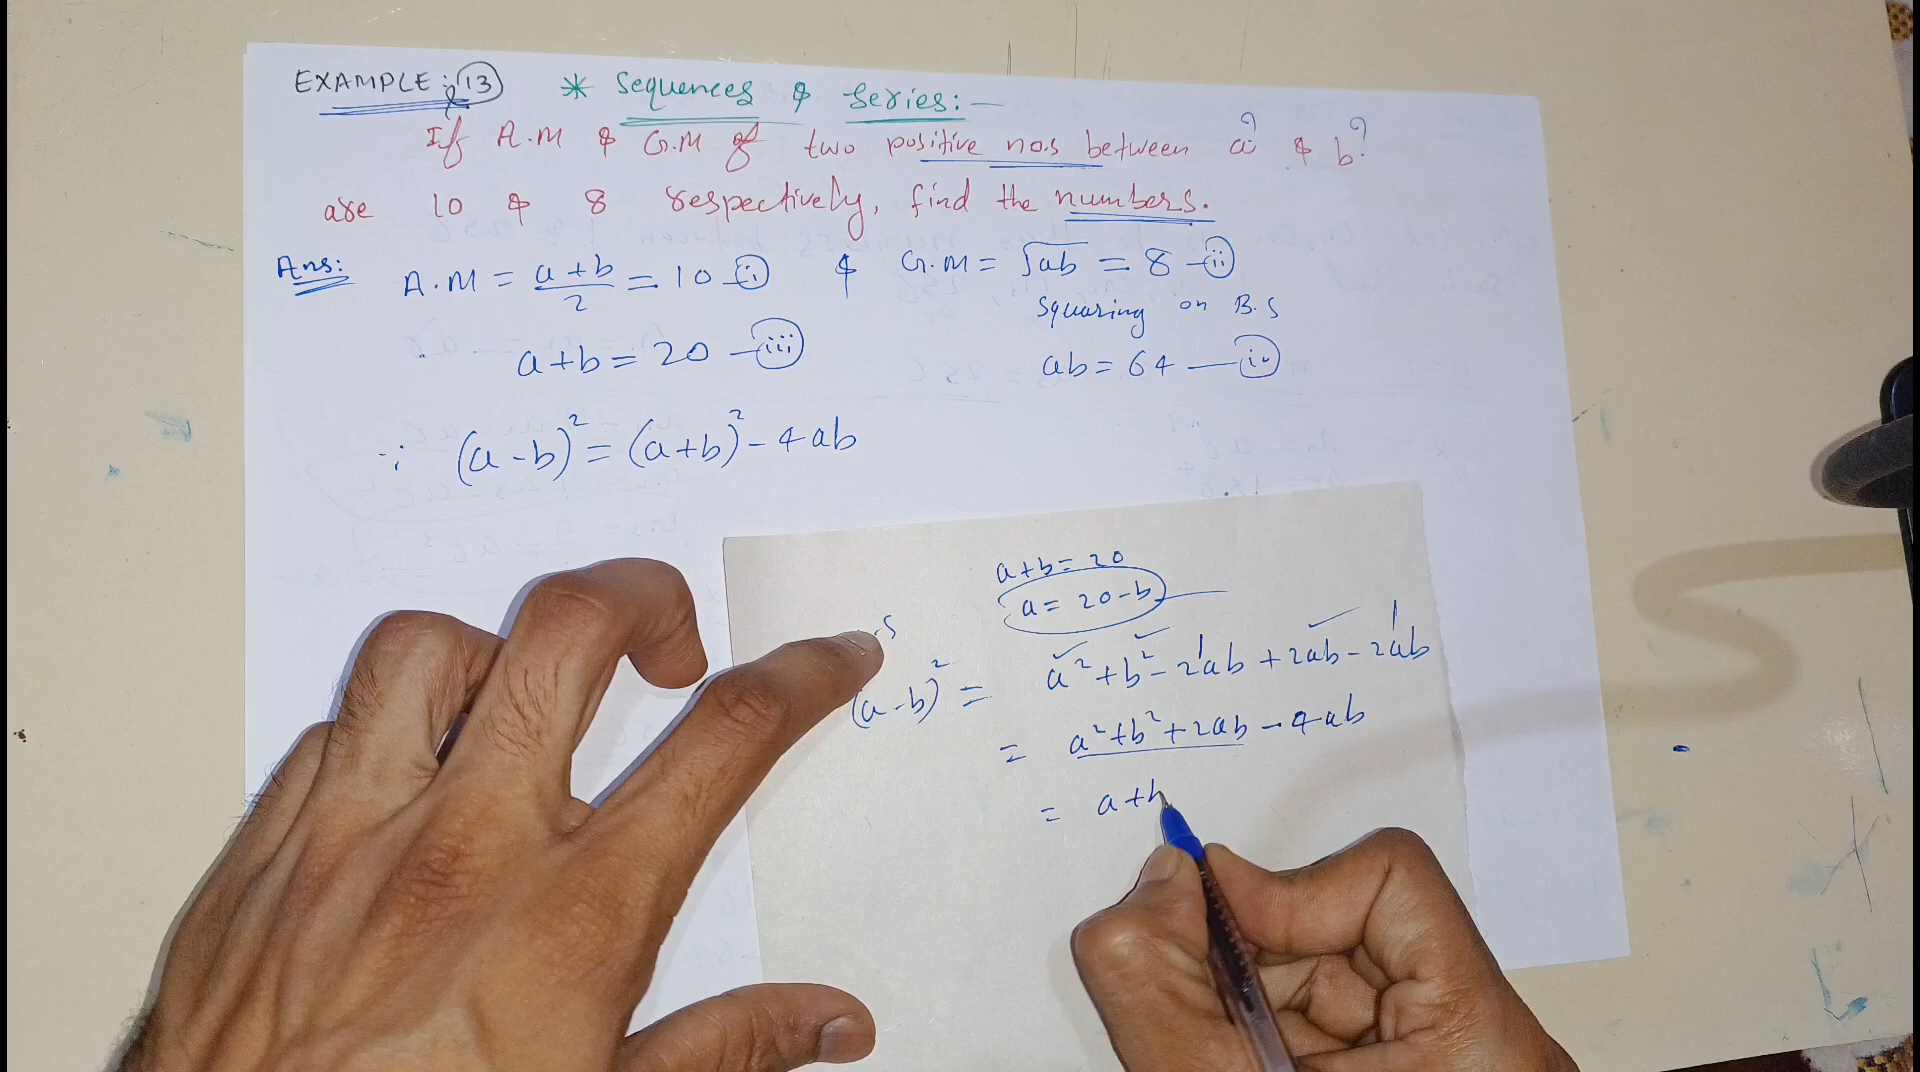 EXAMPLE: 13 * Sequences & Series:-
If A.M & G.M of two positive nos between a? & b?
are 10 & 8 respectively, find the numbers.
Ans: A.M = a+b/2 = 10 -(i) & G.M = √ab = 8 -(ii)
Squaring on B.S
a+b = 20 -(iii) ab = 64 -(iv)
∵ (a-b)² = (a+b)² - 4ab
a+b = 20
a = 20-b
(a-b)² = a² + b² - 2ab + 2ab - 2ab
= a² + b² + 2ab - 4ab
= a+b